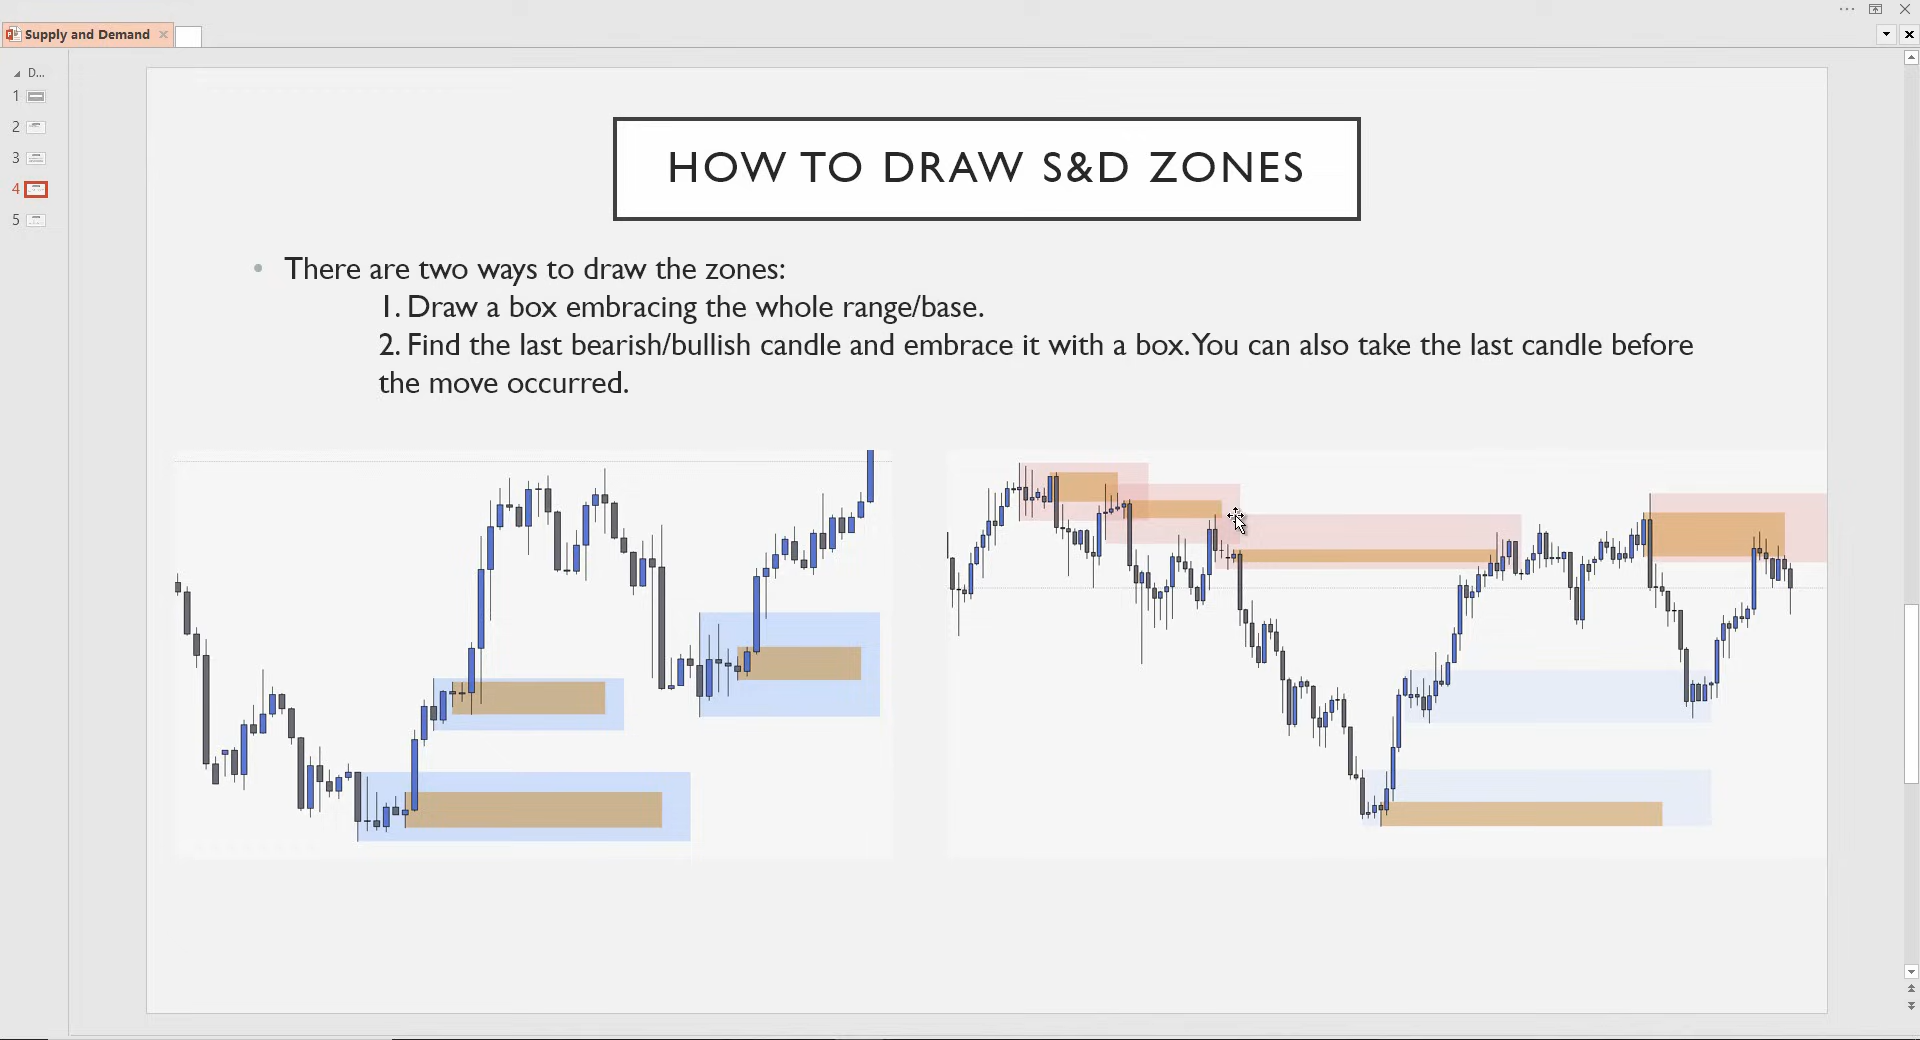 Supply and Demand
D...
1
2
3
4
5
HOW TO DRAW S&D ZONES
• There are two ways to draw the zones:
1. Draw a box embracing the whole range/base.
2. Find the last bearish/bullish candle and embrace it with a box. You can also take the last candle before
the move occurred.